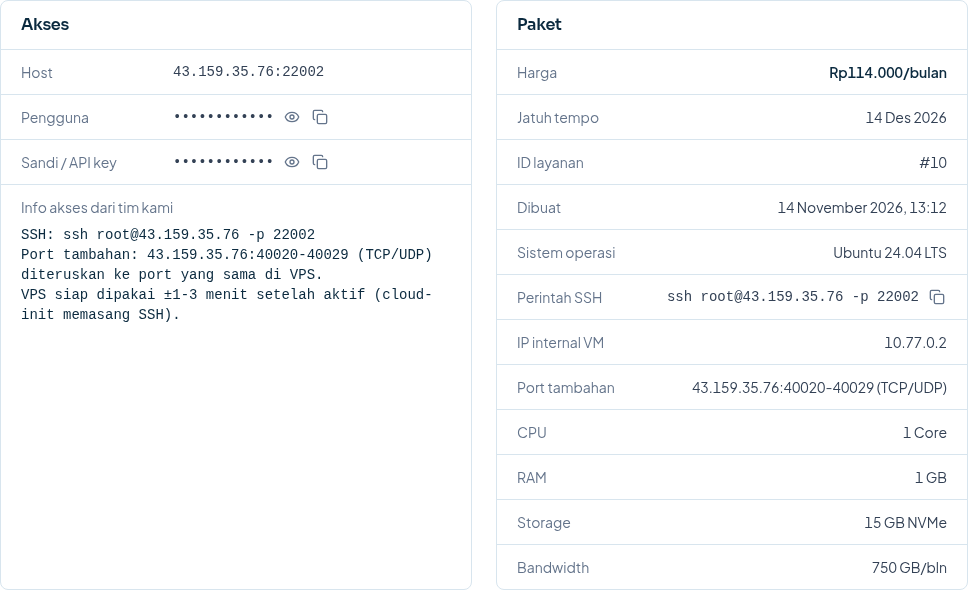 Akses
Host 43.159.35.76:22002
Pengguna ••••••••••••
Sandi / API key ••••••••••••
Info akses dari tim kami
SSH: ssh root@43.159.35.76 -p 22002
Port tambahan: 43.159.35.76:40020-40029 (TCP/UDP)
diteruskan ke port yang sama di VPS.
VPS siap dipakai ±1-3 menit setelah aktif (cloud-
init memasang SSH).
Paket
Harga Rp114.000/bulan
Jatuh tempo 14 Des 2026
ID layanan #10
Dibuat 14 November 2026, 13:12
Sistem operasi Ubuntu 24.04 LTS
Perintah SSH ssh root@43.159.35.76 -p 22002
IP internal VM 10.77.0.2
Port tambahan 43.159.35.76:40020-40029 (TCP/UDP)
CPU 1 Core
RAM 1 GB
Storage 15 GB NVMe
Bandwidth 750 GB/bln